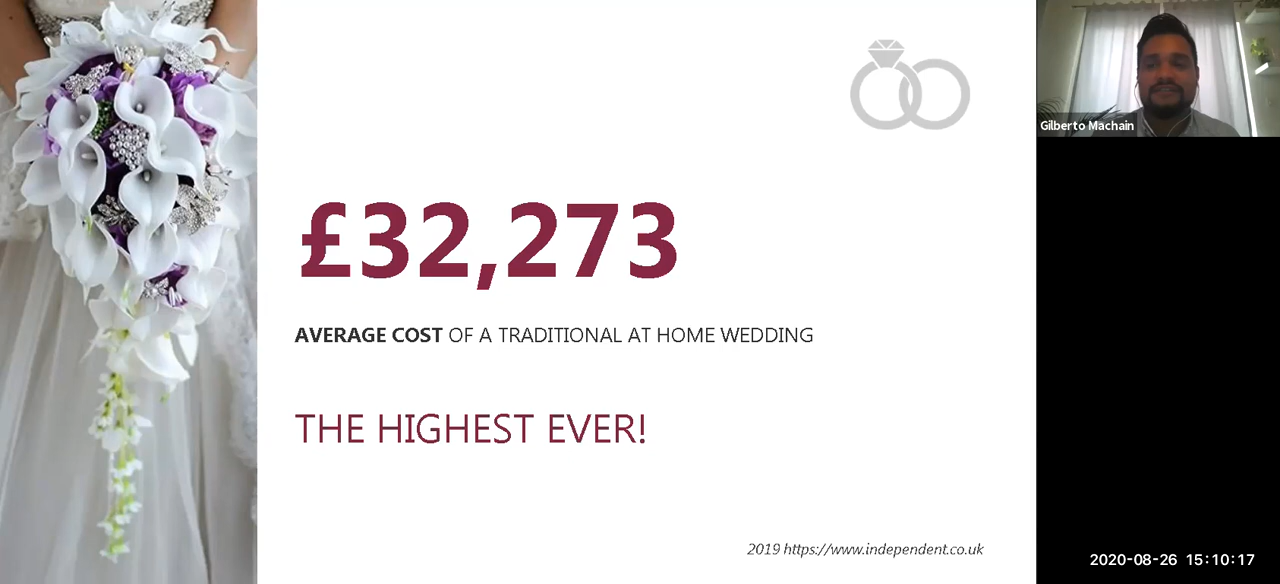 £32,273
AVERAGE COST OF A TRADITIONAL AT HOME WEDDING
THE HIGHEST EVER!
2019 https://www.independent.co.uk
Gilberto Machain
2020-08-26 15:10:17